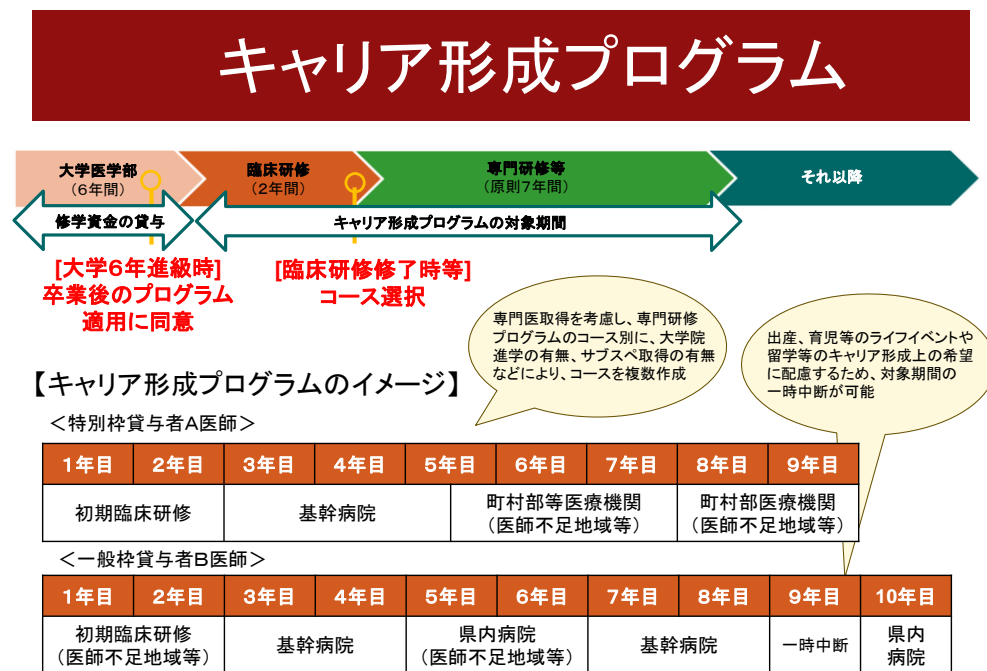 キャリア形成プログラム
大学医学部
(6年間)
臨床研修
(2年間)
専門研修等
(原則7年間)
それ以降
修学資金の貸与
キャリア形成プログラムの対象期間
[大学6年進級時]
卒業後のプログラム
適用に同意
[臨床研修修了時等]
コース選択
専門医取得を考慮し、専門研修
プログラムのコース別に、大学院
進学の有無、サブスペ取得の有無
などにより、コースを複数作成
出産、育児等のライフイベントや
留学等のキャリア形成上の希望
に配慮するため、対象期間の
一時中断が可能
【キャリア形成プログラムのイメージ】
＜特別枠貸与者A医師＞
1年目 2年目 3年目 4年目 5年目 6年目 7年目 8年目 9年目
初期臨床研修 基幹病院 町村部等医療機関 町村部医療機関
(医師不足地域等) (医師不足地域等)
＜一般枠貸与者B医師＞
1年目 2年目 3年目 4年目 5年目 6年目 7年目 8年目 9年目 10年目
初期臨床研修 基幹病院 県内病院 基幹病院 一時中断 県内
(医師不足地域等) (医師不足地域等) 病院